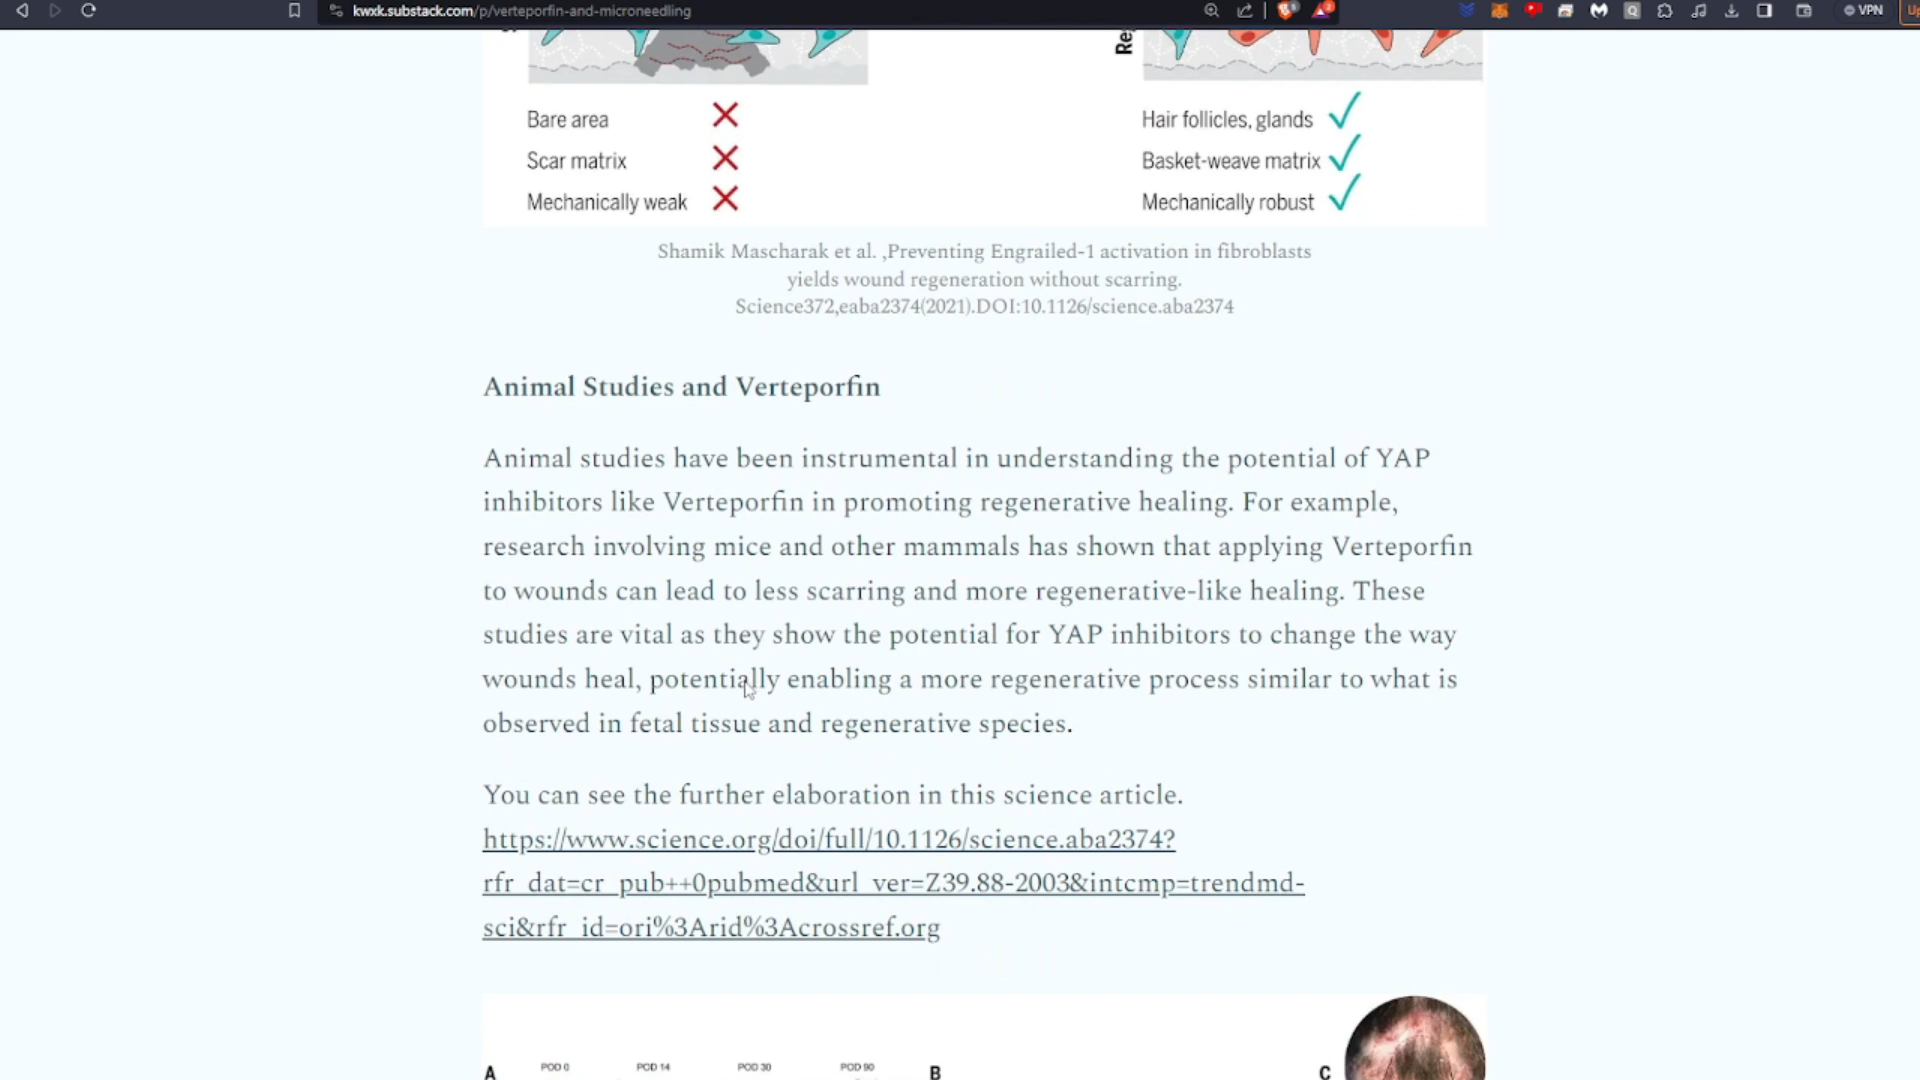 kwxk.substack.com/p/verteporfin-and-microneedling
VPN
Up
Re
Bare area
Scar matrix
Mechanically weak
Hair follicles, glands
Basket-weave matrix
Mechanically robust
Shamik Mascharak et al. ,Preventing Engrailed-1 activation in fibroblasts
yields wound regeneration without scarring.
Science372,eaba2374(2021).DOI:10.1126/science.aba2374
Animal Studies and Verteporfin
Animal studies have been instrumental in understanding the potential of YAP
inhibitors like Verteporfin in promoting regenerative healing. For example,
research involving mice and other mammals has shown that applying Verteporfin
to wounds can lead to less scarring and more regenerative-like healing. These
studies are vital as they show the potential for YAP inhibitors to change the way
wounds heal, potentially enabling a more regenerative process similar to what is
observed in fetal tissue and regenerative species.
You can see the further elaboration in this science article.
https://www.science.org/doi/full/10.1126/science.aba2374?
rfr_dat=cr_pub++0pubmed&url_ver=Z39.88-2003&intcmp=trendmd-
sci&rfr_id=ori%3Arid%3Acrossref.org
A POD 0 POD 14 POD 30 POD 90 B C